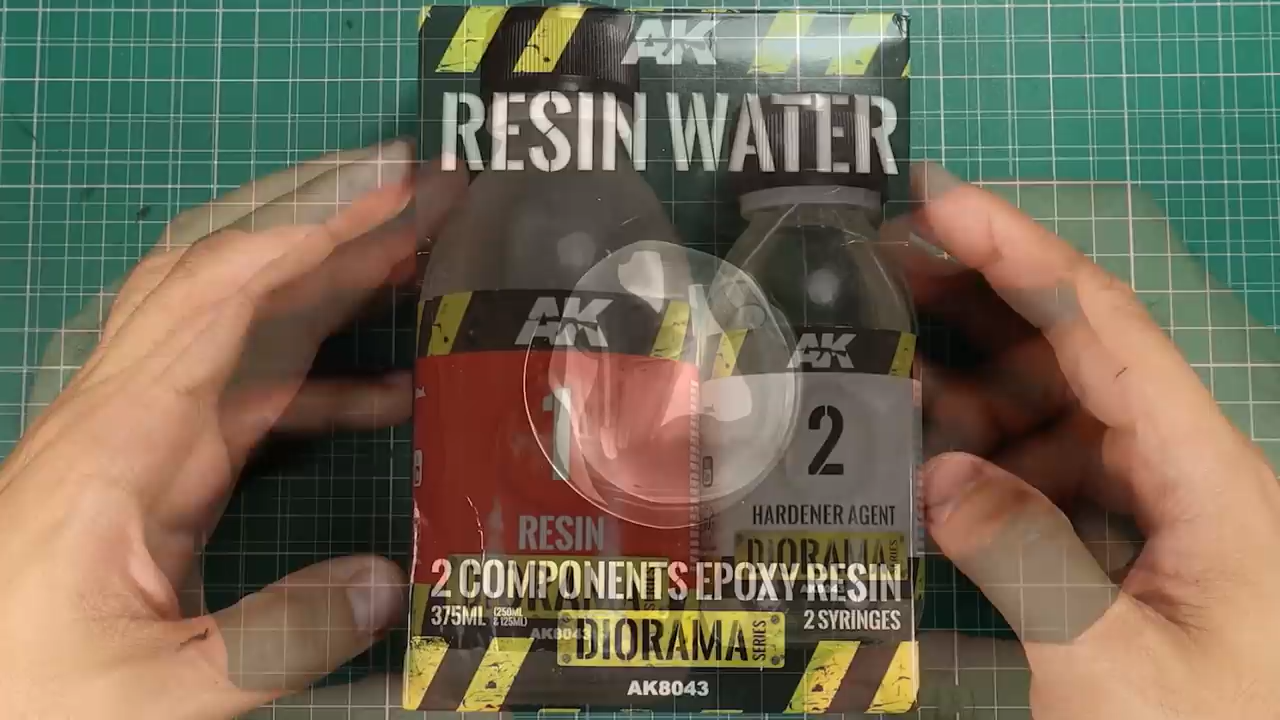 AK
RESIN WATER
AK
AK
1
2
RESIN
HARDENER AGENT
DIORAMA SERIES
2 COMPONENTS EPOXY RESIN
375ML (250ML & 125ML)
2 SYRINGES
AK8043
DIORAMA SERIES
AK8043